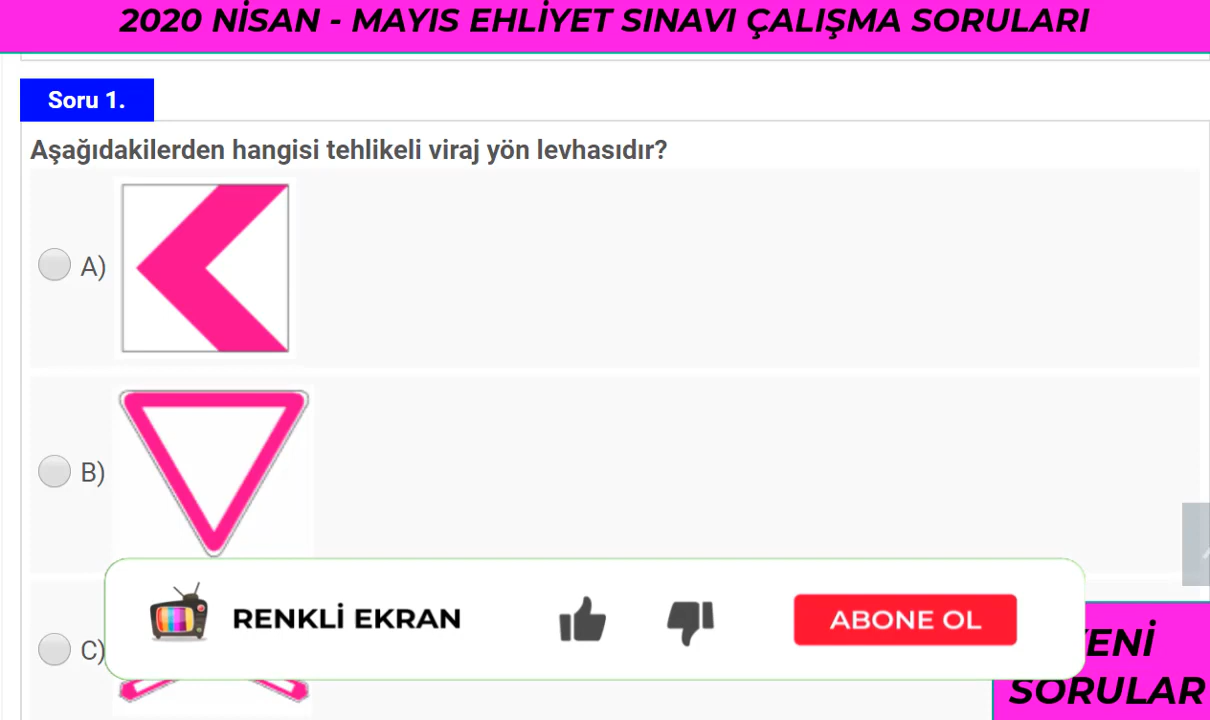 2020 NİSAN - MAYIS EHLİYET SINAVI ÇALIŞMA SORULARI
Soru 1.
Aşağıdakilerden hangisi tehlikeli viraj yön levhasıdır?
A)
B)
C)
RENKLİ EKRAN
ABONE OL
YENİ
SORULAR